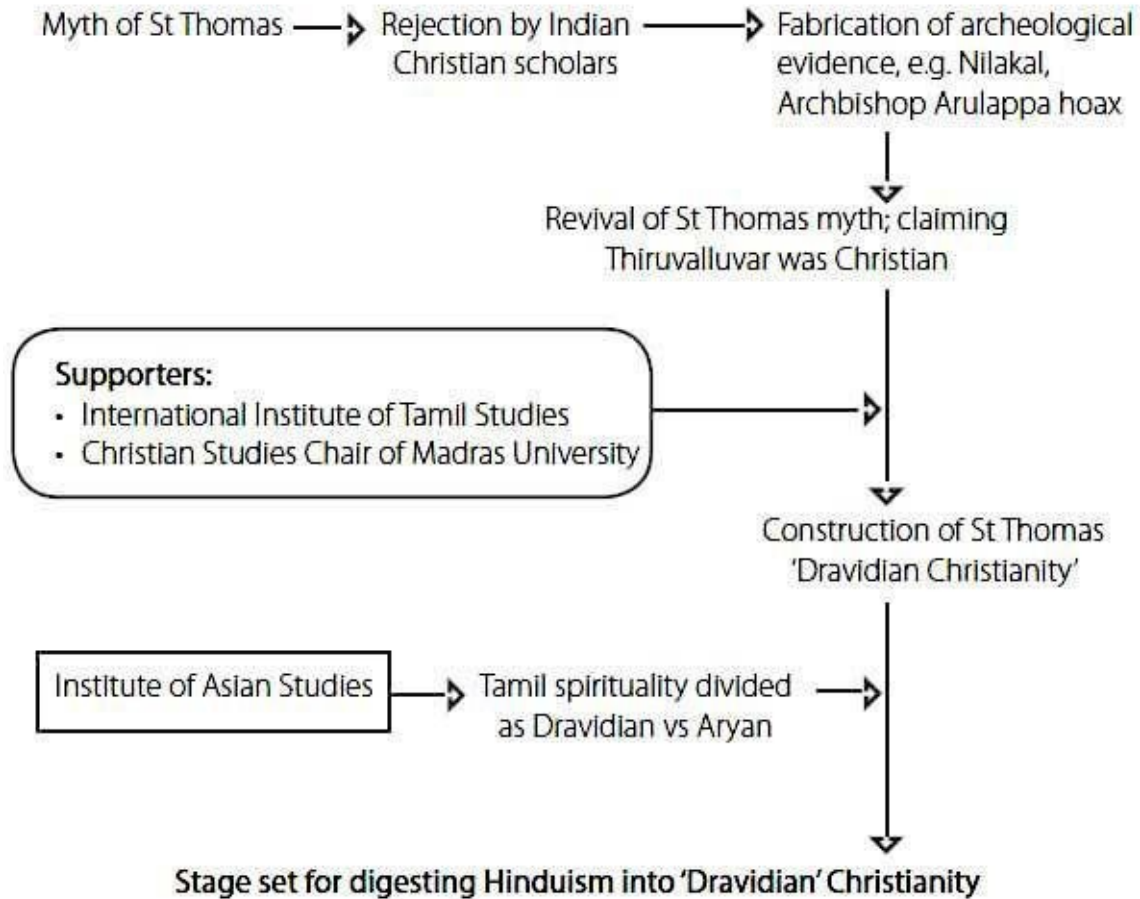 Myth of St Thomas
Rejection by Indian
Christian scholars
Fabrication of archeological
evidence, e.g. Nilakal,
Archbishop Arulappa hoax
Revival of St Thomas myth; claiming
Thiruvalluvar was Christian
Supporters:
• International Institute of Tamil Studies
• Christian Studies Chair of Madras University
Construction of St Thomas
‘Dravidian Christianity’
Institute of Asian Studies
Tamil spirituality divided
as Dravidian vs Aryan
Stage set for digesting Hinduism into ‘Dravidian’ Christianity